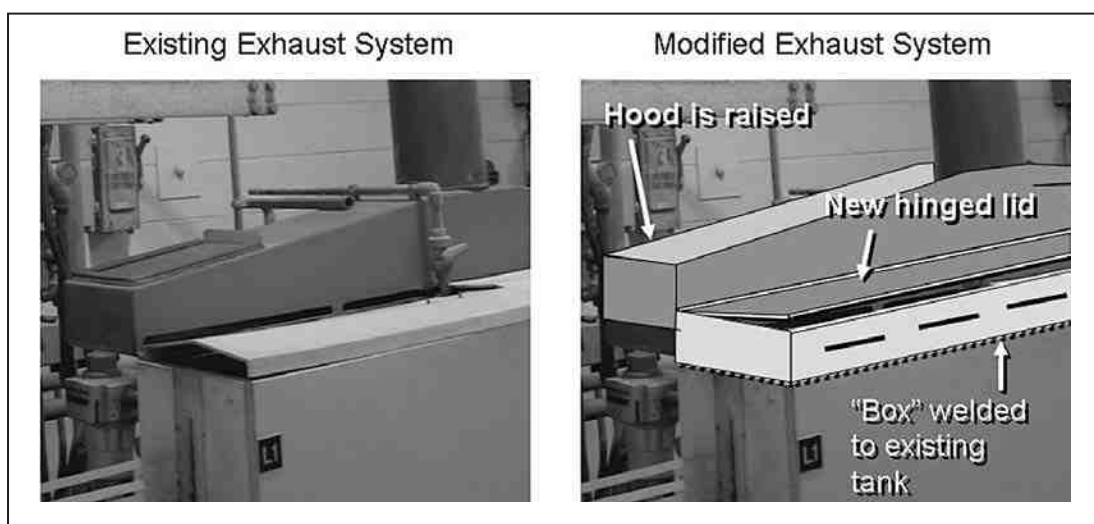 Existing Exhaust System
Modified Exhaust System
Hood is raised
New hinged lid
"Box" welded
to existing
tank
L1
L1